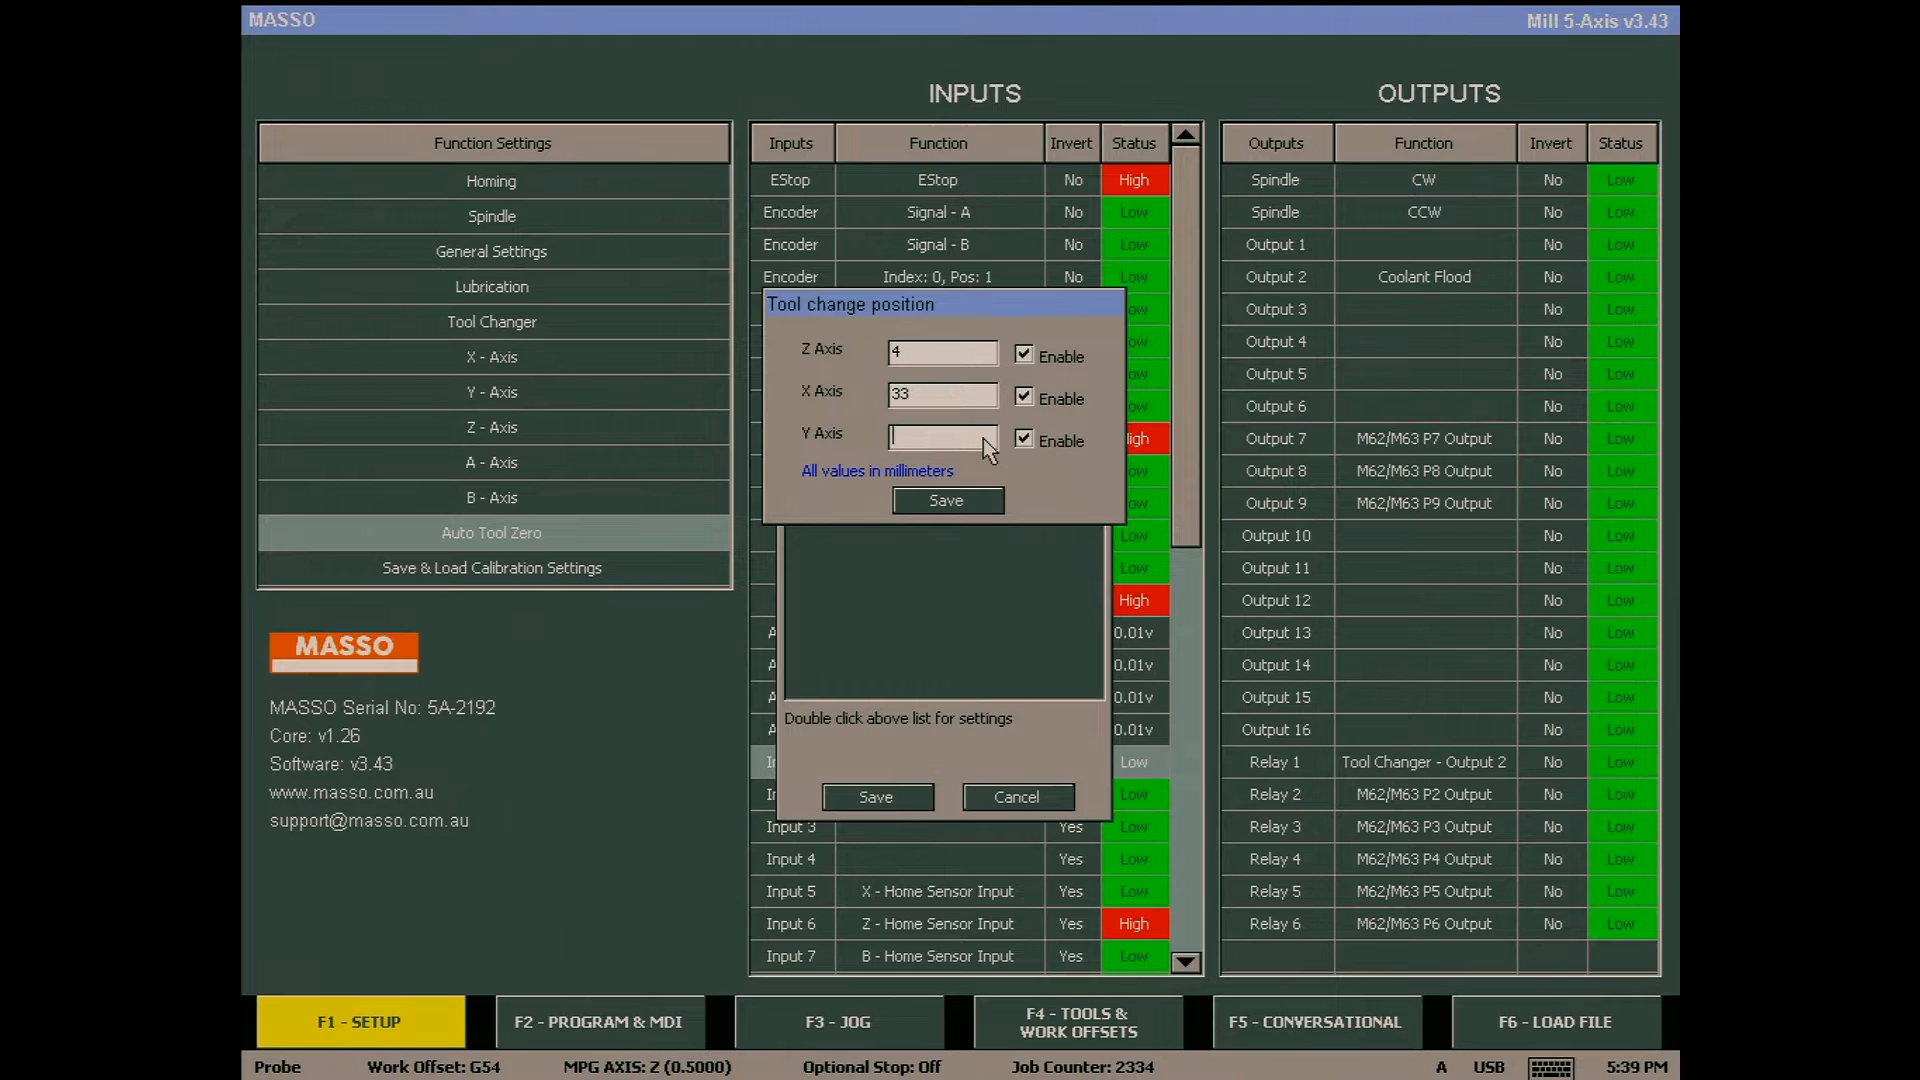 MASSO
Mill 5-Axis v3.43
INPUTS
OUTPUTS
Function Settings
Homing
Spindle
General Settings
Lubrication
Tool Changer
X - Axis
Y - Axis
Z - Axis
A - Axis
B - Axis
Auto Tool Zero
Save & Load Calibration Settings
MASSO
MASSO Serial No: 5A-2192
Core: v1.26
Software: v3.43
www.masso.com.au
support@masso.com.au
Inputs Function Invert Status
EStop EStop No High
Encoder Signal - A No Low
Encoder Signal - B No Low
Encoder Index: 0, Pos: 1 No Low
Tool change position
Z Axis 4 Enable
X Axis 33 Enable
Y Axis Enable
All values in millimeters
Save
Low
Low
High
0.01v
0.01v
0.01v
0.01v
Low
Double click above list for settings
Save Cancel
Low
Input 3 Yes Low
Input 4 Yes Low
Input 5 X - Home Sensor Input Yes Low
Input 6 Z - Home Sensor Input Yes High
Input 7 B - Home Sensor Input Yes Low
Outputs Function Invert Status
Spindle CW No Low
Spindle CCW No Low
Output 1 No Low
Output 2 Coolant Flood No Low
Output 3 No Low
Output 4 No Low
Output 5 No Low
Output 6 No Low
Output 7 M62/M63 P7 Output No Low
Output 8 M62/M63 P8 Output No Low
Output 9 M62/M63 P9 Output No Low
Output 10 No Low
Output 11 No Low
Output 12 No Low
Output 13 No Low
Output 14 No Low
Output 15 No Low
Output 16 No Low
Relay 1 Tool Changer - Output 2 No Low
Relay 2 M62/M63 P2 Output No Low
Relay 3 M62/M63 P3 Output No Low
Relay 4 M62/M63 P4 Output No Low
Relay 5 M62/M63 P5 Output No Low
Relay 6 M62/M63 P6 Output No Low
F1 - SETUP
F2 - PROGRAM & MDI
F3 - JOG
F4 - TOOLS &
WORK OFFSETS
F5 - CONVERSATIONAL
F6 - LOAD FILE
Probe Work Offset: G54 MPG AXIS: Z (0.5000) Optional Stop: Off Job Counter: 2334 A USB 5:39 PM